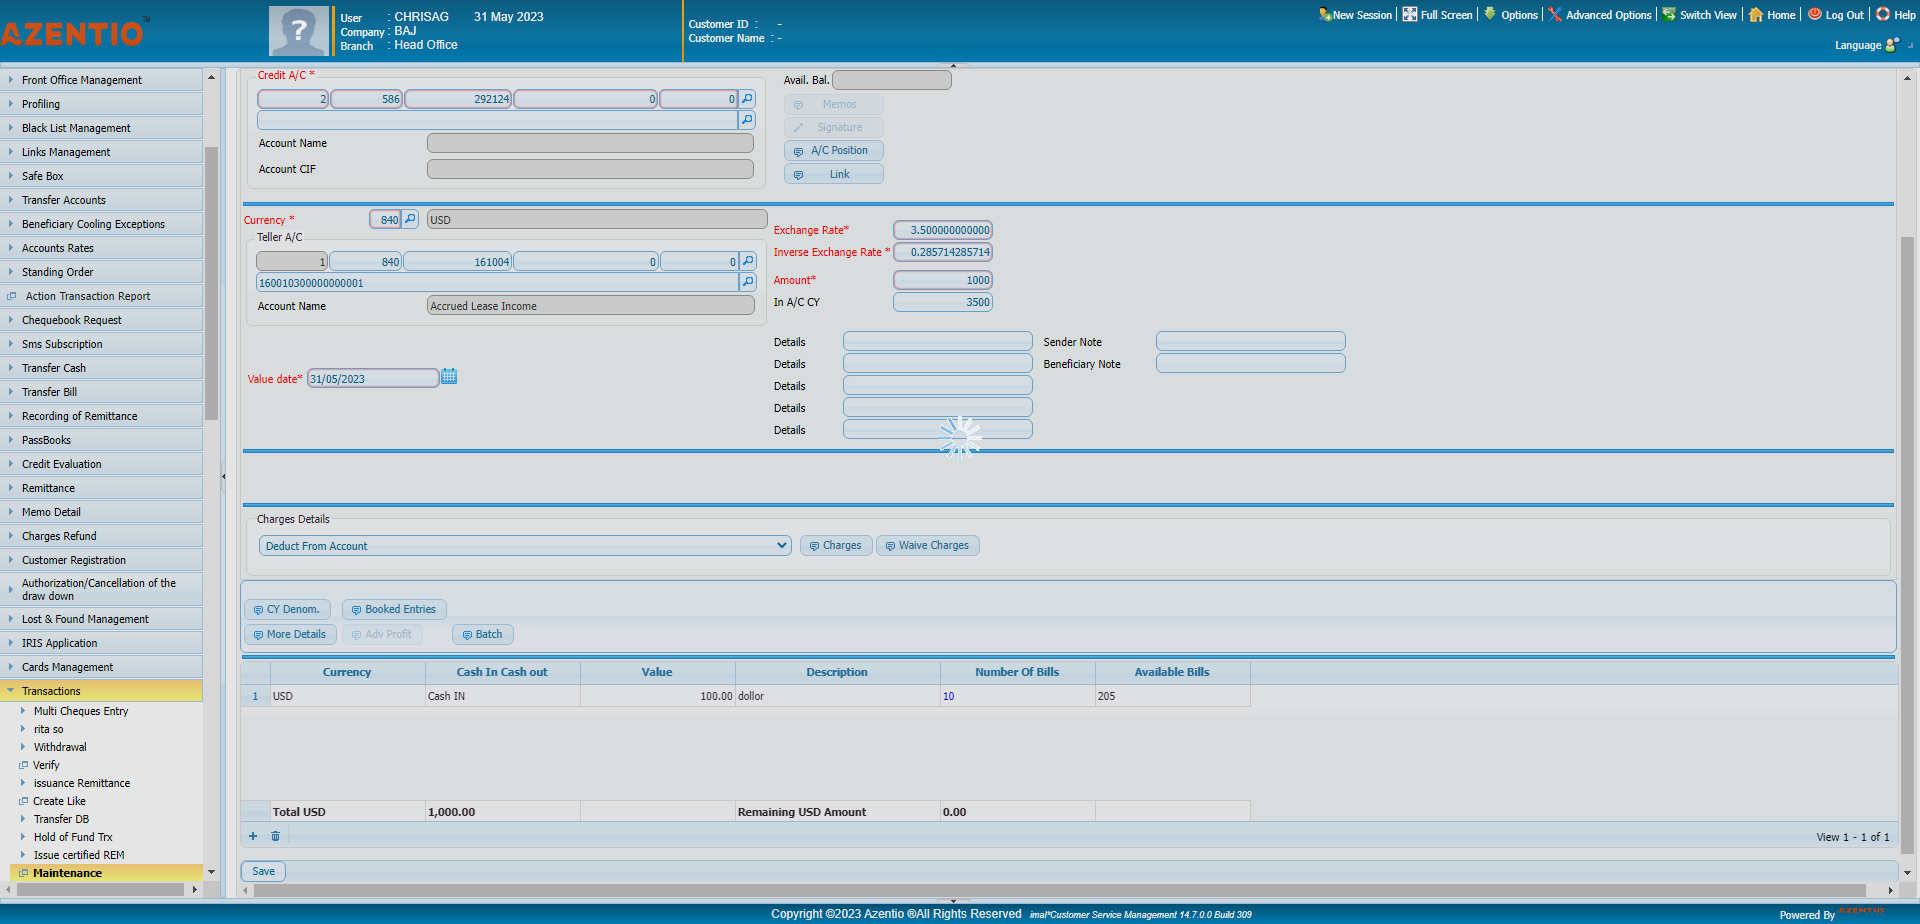 AZENTIO™
User : CHRISAG 31 May 2023
Company : BAJ
Branch : Head Office
Customer ID : -
Customer Name : -
New Session
Full Screen
Options
Advanced Options
Switch View
Home
Log Out
Help
Language
Front Office Management
Profiling
Black List Management
Links Management
Safe Box
Transfer Accounts
Beneficiary Cooling Exceptions
Accounts Rates
Standing Order
Action Transaction Report
Chequebook Request
Sms Subscription
Transfer Cash
Transfer Bill
Recording of Remittance
PassBooks
Credit Evaluation
Remittance
Memo Detail
Charges Refund
Customer Registration
Authorization/Cancellation of the
draw down
Lost & Found Management
IRIS Application
Cards Management
Transactions
Multi Cheques Entry
rita so
Withdrawal
Verify
issuance Remittance
Create Like
Transfer DB
Hold of Fund Trx
Issue certified REM
Maintenance
Credit A/C *
2 586 292124 0 0
Account Name
Account CIF
Avail. Bal.
Memos
Signature
A/C Position
Link
Currency * 840 USD
Teller A/C
1 840 161004 0 0
160010300000000001
Account Name Accrued Lease Income
Exchange Rate* 3.500000000000
Inverse Exchange Rate * 0.285714285714
Amount* 1000
In A/C CY 3500
Value date* 31/05/2023
Details Sender Note
Details Beneficiary Note
Details
Details
Details
Charges Details
Deduct From Account Charges Waive Charges
CY Denom. Booked Entries
More Details Adv Profit Batch
Currency Cash In Cash out Value Description Number Of Bills Available Bills
1 USD Cash IN 100.00 dollor 10 205
Total USD 1,000.00 Remaining USD Amount 0.00
View 1 - 1 of 1
Save
Copyright ©2023 Azentio ®All Rights Reserved imal®Customer Service Management 14.7.0.0 Build 309
Powered By AZENTIO